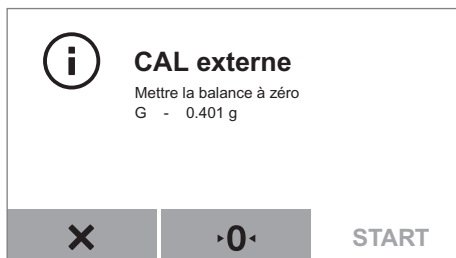 CAL externe
Mettre la balance à zéro
G - 0.401 g
0 START